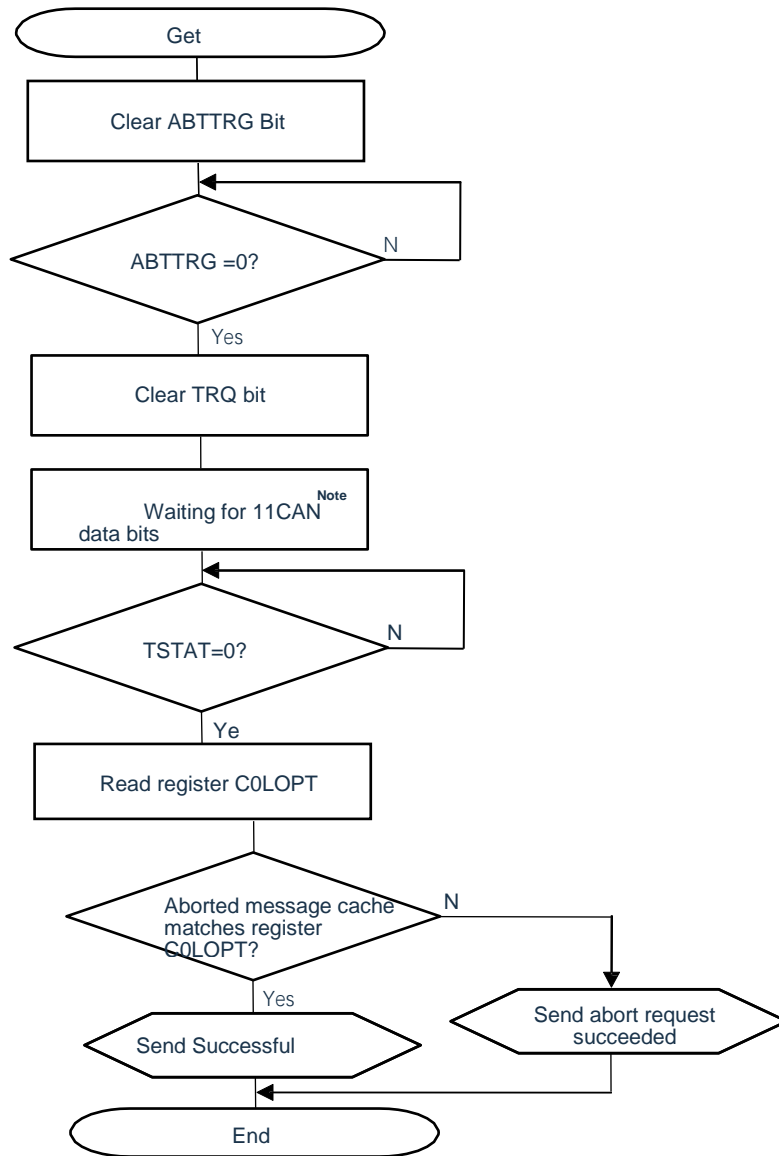 Get
Clear ABTTRG Bit
ABTTRG =0?
N
Yes
Clear TRQ bit
Waiting for 11CAN Note
data bits
TSTAT=0?
N
Ye
Read register C0LOPT
Aborted message cache
matches register
C0LOPT?
N
Yes
Send abort request
succeeded
Send Successful
End